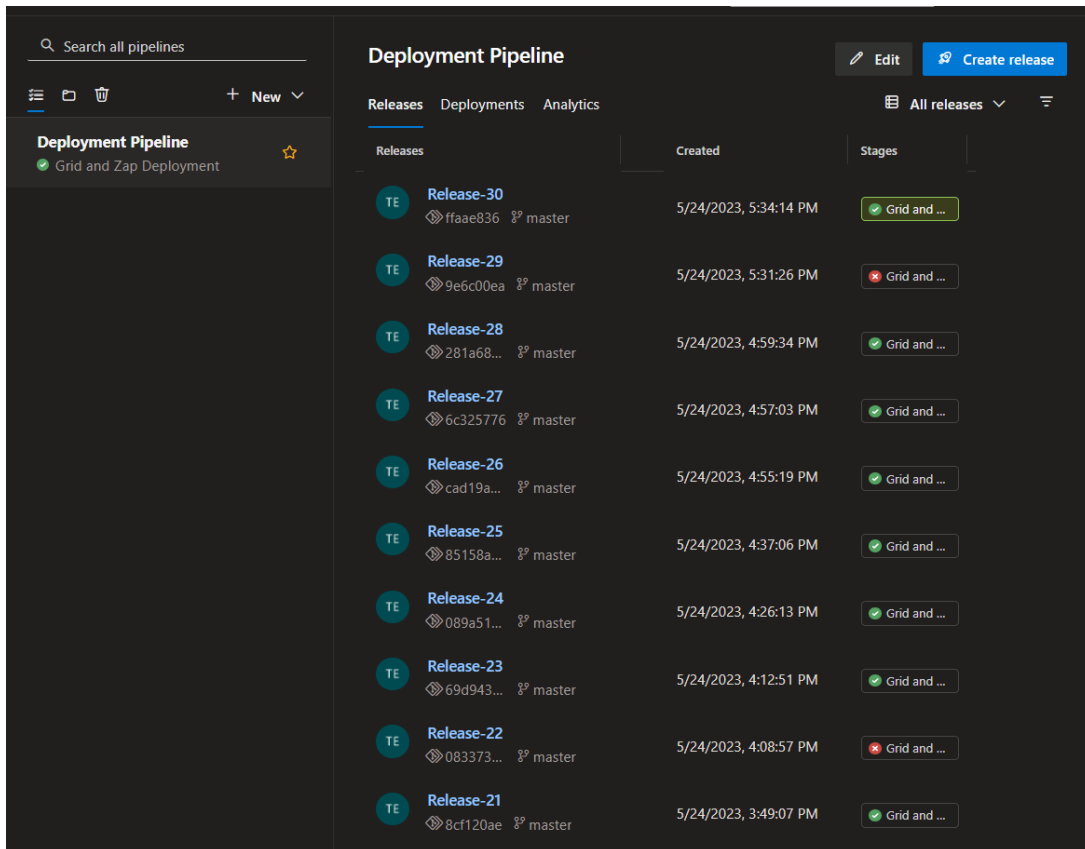 Search all pipelines
New
Deployment Pipeline
Grid and Zap Deployment
Deployment Pipeline
Edit
Create release
Releases Deployments Analytics
All releases
Releases Created Stages
TE Release-30
ffaae836 master
5/24/2023, 5:34:14 PM
Grid and ...
TE Release-29
9e6c00ea master
5/24/2023, 5:31:26 PM
Grid and ...
TE Release-28
281a68... master
5/24/2023, 4:59:34 PM
Grid and ...
TE Release-27
6c325776 master
5/24/2023, 4:57:03 PM
Grid and ...
TE Release-26
cad19a... master
5/24/2023, 4:55:19 PM
Grid and ...
TE Release-25
85158a... master
5/24/2023, 4:37:06 PM
Grid and ...
TE Release-24
089a51... master
5/24/2023, 4:26:13 PM
Grid and ...
TE Release-23
69d943... master
5/24/2023, 4:12:51 PM
Grid and ...
TE Release-22
083373... master
5/24/2023, 4:08:57 PM
Grid and ...
TE Release-21
8cf120ae master
5/24/2023, 3:49:07 PM
Grid and ...